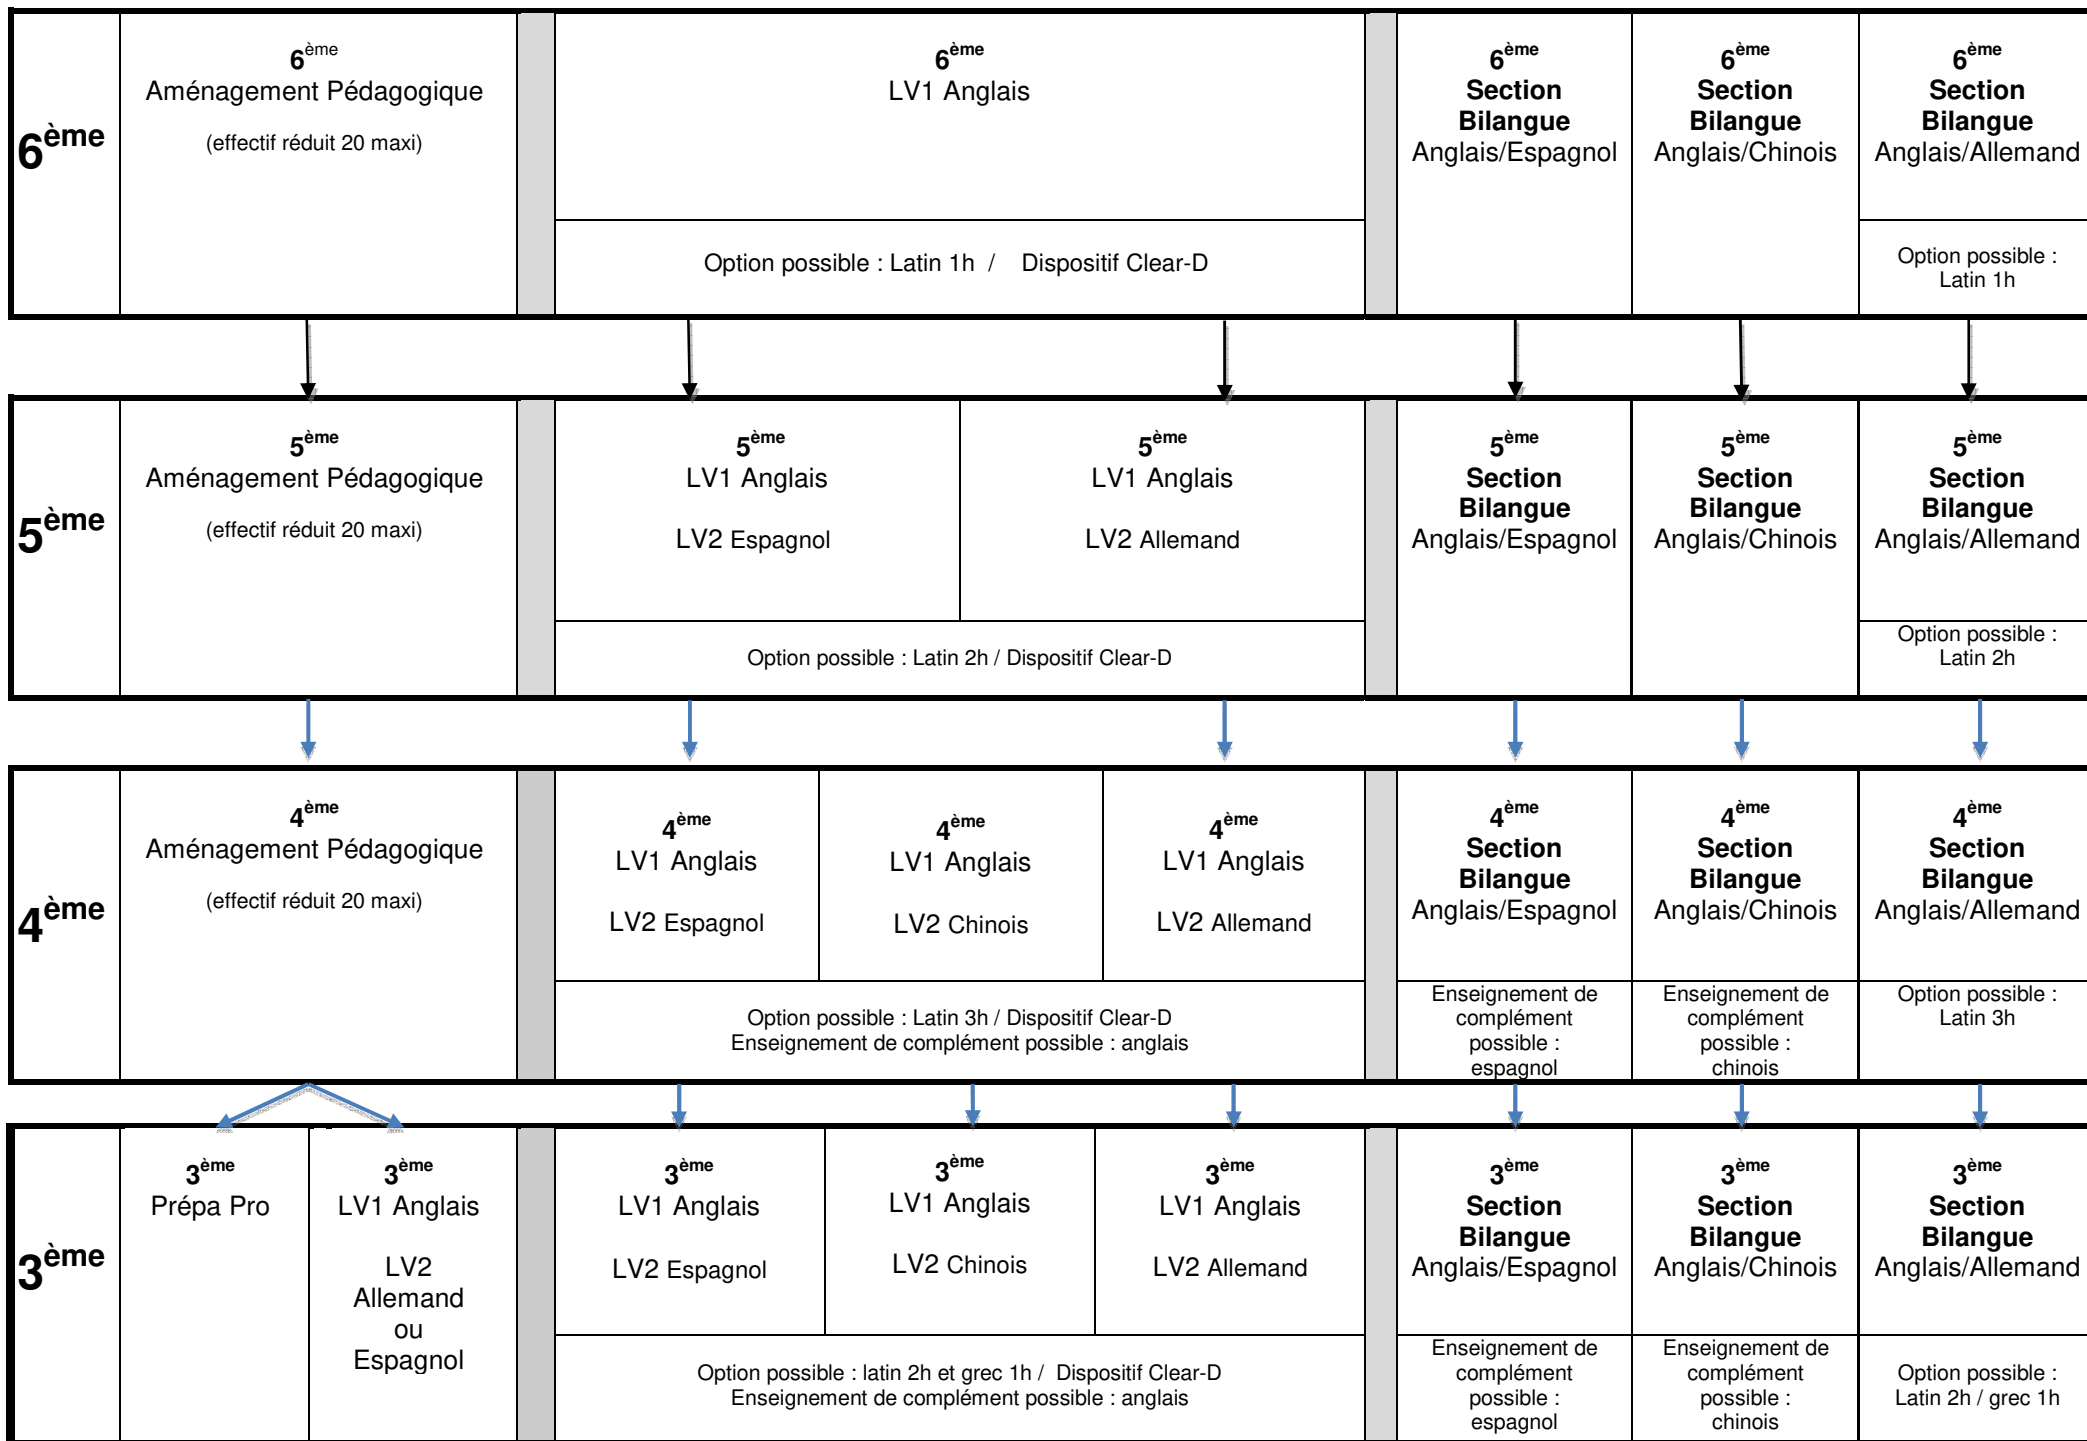 6ème
6ème
Aménagement Pédagogique
(effectif réduit 20 maxi)
6ème
LV1 Anglais
Option possible : Latin 1h / Dispositif Clear-D
6ème
Section
Bilangue
Anglais/Espagnol
6ème
Section
Bilangue
Anglais/Chinois
6ème
Section
Bilangue
Anglais/Allemand
Option possible :
Latin 1h
5ème
5ème
Aménagement Pédagogique
(effectif réduit 20 maxi)
5ème
LV1 Anglais
LV2 Espagnol
5ème
LV1 Anglais
LV2 Allemand
Option possible : Latin 2h / Dispositif Clear-D
5ème
Section
Bilangue
Anglais/Espagnol
5ème
Section
Bilangue
Anglais/Chinois
5ème
Section
Bilangue
Anglais/Allemand
Option possible :
Latin 2h
4ème
4ème
Aménagement Pédagogique
(effectif réduit 20 maxi)
4ème
LV1 Anglais
LV2 Espagnol
4ème
LV1 Anglais
LV2 Chinois
4ème
LV1 Anglais
LV2 Allemand
Option possible : Latin 3h / Dispositif Clear-D
Enseignement de complément possible : anglais
4ème
Section
Bilangue
Anglais/Espagnol
Enseignement de
complément
possible :
espagnol
4ème
Section
Bilangue
Anglais/Chinois
Enseignement de
complément
possible :
chinois
4ème
Section
Bilangue
Anglais/Allemand
Option possible :
Latin 3h
3ème
3ème
Prépa Pro
3ème
LV1 Anglais
LV2
Allemand
ou
Espagnol
3ème
LV1 Anglais
LV2 Espagnol
3ème
LV1 Anglais
LV2 Chinois
3ème
LV1 Anglais
LV2 Allemand
Option possible : latin 2h et grec 1h / Dispositif Clear-D
Enseignement de complément possible : anglais
3ème
Section
Bilangue
Anglais/Espagnol
Enseignement de
complément
possible :
espagnol
3ème
Section
Bilangue
Anglais/Chinois
Enseignement de
complément
possible :
chinois
3ème
Section
Bilangue
Anglais/Allemand
Option possible :
Latin 2h / grec 1h